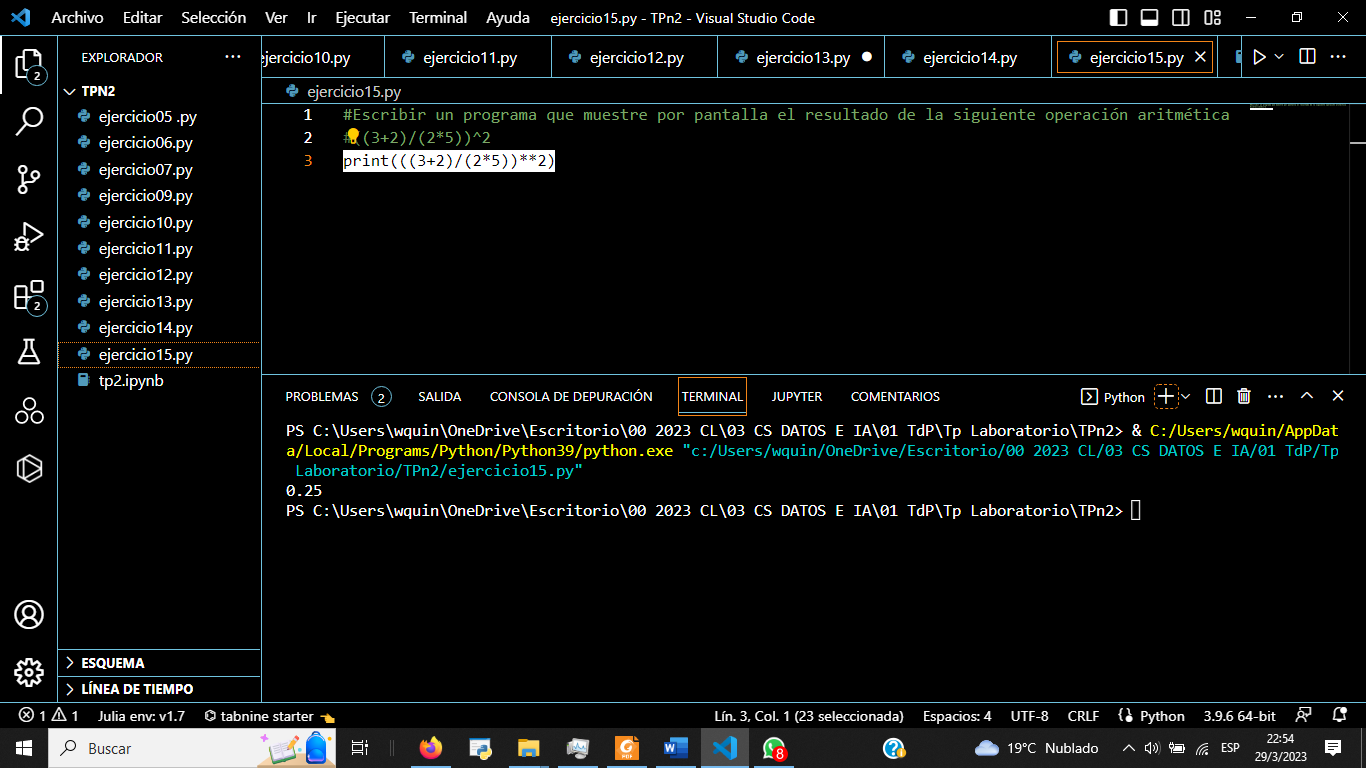 Archivo Editar Selección Ver Ir Ejecutar Terminal Ayuda ejercicio15.py - TPn2 - Visual Studio Code
EXPLORADOR ···
ejercicio10.py ejercicio11.py ejercicio12.py ejercicio13.py ejercicio14.py ejercicio15.py
2
TPN2
ejercicio05 .py
ejercicio06.py
ejercicio07.py
ejercicio09.py
ejercicio10.py
ejercicio11.py
ejercicio12.py
ejercicio13.py
ejercicio14.py
ejercicio15.py
tp2.ipynb
2
ejercicio15.py
1 #Escribir un programa que muestre por pantalla el resultado de la siguiente operación aritmética
2 #((3+2)/(2*5))^2
3 print(((3+2)/(2*5))**2)
PROBLEMAS 2 SALIDA CONSOLA DE DEPURACIÓN TERMINAL JUPYTER COMENTARIOS Python
PS C:\Users\wquin\OneDrive\Escritorio\00 2023 CL\03 CS DATOS E IA\01 TdP\Tp Laboratorio\TPn2> & C:/Users/wquin/AppDat
a/Local/Programs/Python/Python39/python.exe "c:/Users/wquin/OneDrive/Escritorio/00 2023 CL/03 CS DATOS E IA/01 TdP/Tp
Laboratorio/TPn2/ejercicio15.py"
0.25
PS C:\Users\wquin\OneDrive\Escritorio\00 2023 CL\03 CS DATOS E IA\01 TdP\Tp Laboratorio\TPn2>
ESQUEMA
LÍNEA DE TIEMPO
1 1 Julia env: v1.7 tabnine starter Lín. 3, Col. 1 (23 seleccionada) Espacios: 4 UTF-8 CRLF Python 3.9.6 64-bit
Buscar 8 19°C Nublado ESP 22:54
29/3/2023